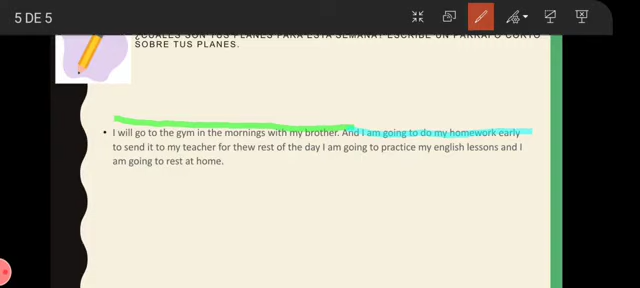 5 DE 5
¿CUÁLES SON TUS PLANES PARA ESTA SEMANA? ESCRIBE UN PÁRRAFO CORTO
SOBRE TUS PLANES.
• I will go to the gym in the mornings with my brother. And I am going to do my homework early
to send it to my teacher for thew rest of the day I am going to practice my english lessons and I
am going to rest at home.